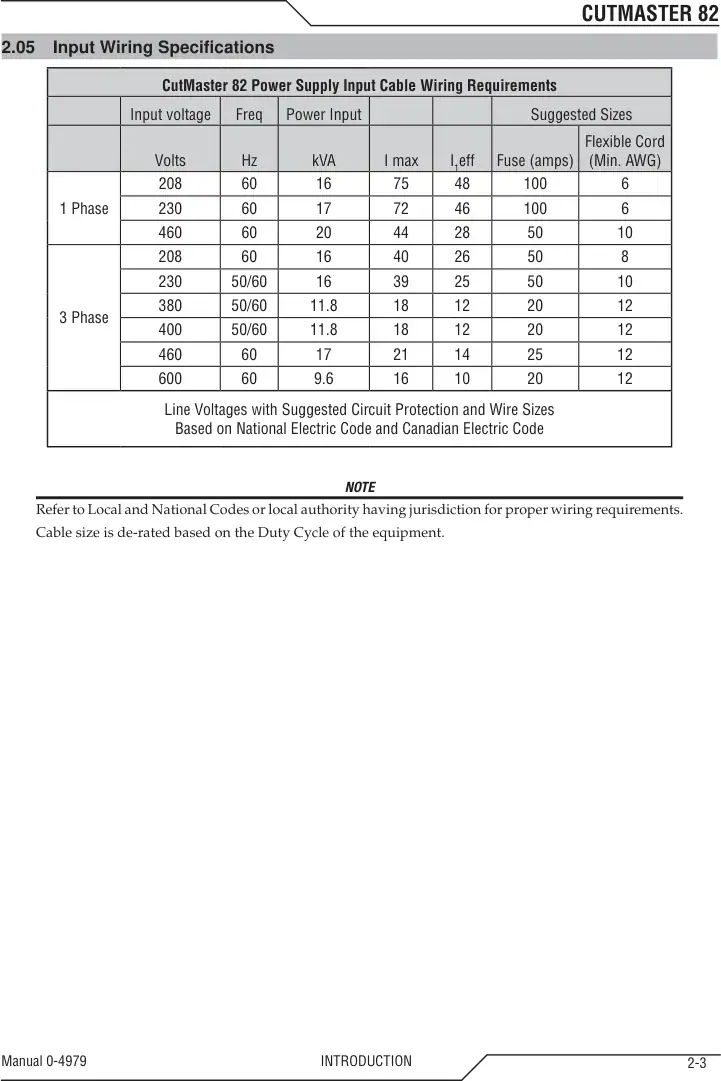 CUTMASTER 82
2.05 Input Wiring Specifications
CutMaster 82 Power Supply Input Cable Wiring Requirements
Input voltage Freq Power Input Suggested Sizes
Volts Hz kVA I max I1eff Fuse (amps) Flexible Cord (Min. AWG)
1 Phase
208 60 16 75 48 100 6
230 60 17 72 46 100 6
460 60 20 44 28 50 10
3 Phase
208 60 16 40 26 50 8
230 50/60 16 39 25 50 10
380 50/60 11.8 18 12 20 12
400 50/60 11.8 18 12 20 12
460 60 17 21 14 25 12
600 60 9.6 16 10 20 12
Line Voltages with Suggested Circuit Protection and Wire Sizes
Based on National Electric Code and Canadian Electric Code
NOTE
Refer to Local and National Codes or local authority having jurisdiction for proper wiring requirements.
Cable size is de-rated based on the Duty Cycle of the equipment.
Manual 0-4979 INTRODUCTION 2-3